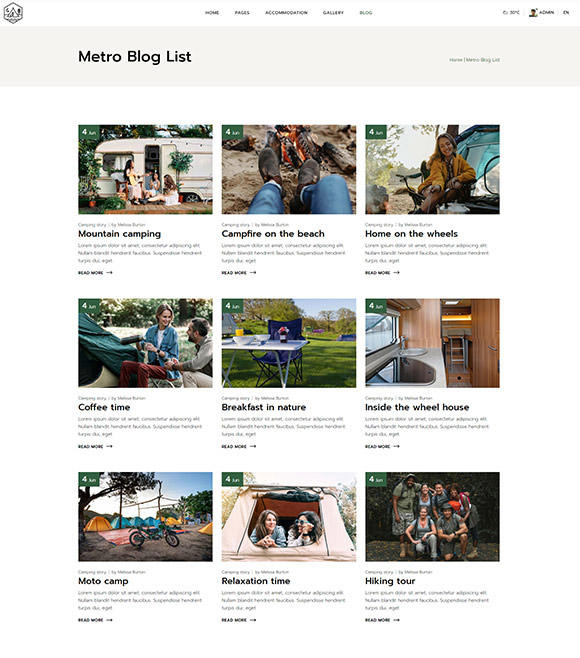 HOME PAGES ACCOMMODATION GALLERY BLOG 30°C ADMIN EN
Metro Blog List
Home | Metro Blog List
4 Jun
Camping story | by Melissa Burton
Mountain camping
Lorem ipsum dolor sit amet, consectetur adipiscing elit.
Nullam blandit hendrerit faucibus. Suspendisse hendrerit
turpis dui, eget
READ MORE
4 Jun
Camping story | by Melissa Burton
Campfire on the beach
Lorem ipsum dolor sit amet, consectetur adipiscing elit.
Nullam blandit hendrerit faucibus. Suspendisse hendrerit
turpis dui, eget
READ MORE
4 Jun
Camping story | by Melissa Burton
Home on the wheels
Lorem ipsum dolor sit amet, consectetur adipiscing elit.
Nullam blandit hendrerit faucibus. Suspendisse hendrerit
turpis dui, eget
READ MORE
4 Jun
Camping story | by Melissa Burton
Coffee time
Lorem ipsum dolor sit amet, consectetur adipiscing elit.
Nullam blandit hendrerit faucibus. Suspendisse hendrerit
turpis dui, eget
READ MORE
4 Jun
Camping story | by Melissa Burton
Breakfast in nature
Lorem ipsum dolor sit amet, consectetur adipiscing elit.
Nullam blandit hendrerit faucibus. Suspendisse hendrerit
turpis dui, eget
READ MORE
4 Jun
Camping story | by Melissa Burton
Inside the wheel house
Lorem ipsum dolor sit amet, consectetur adipiscing elit.
Nullam blandit hendrerit faucibus. Suspendisse hendrerit
turpis dui, eget
READ MORE
4 Jun
Camping story | by Melissa Burton
Moto camp
Lorem ipsum dolor sit amet, consectetur adipiscing elit.
Nullam blandit hendrerit faucibus. Suspendisse hendrerit
turpis dui, eget
READ MORE
4 Jun
Camping story | by Melissa Burton
Relaxation time
Lorem ipsum dolor sit amet, consectetur adipiscing elit.
Nullam blandit hendrerit faucibus. Suspendisse hendrerit
turpis dui, eget
READ MORE
4 Jun
Camping story | by Melissa Burton
Hiking tour
Lorem ipsum dolor sit amet, consectetur adipiscing elit.
Nullam blandit hendrerit faucibus. Suspendisse hendrerit
turpis dui, eget
READ MORE